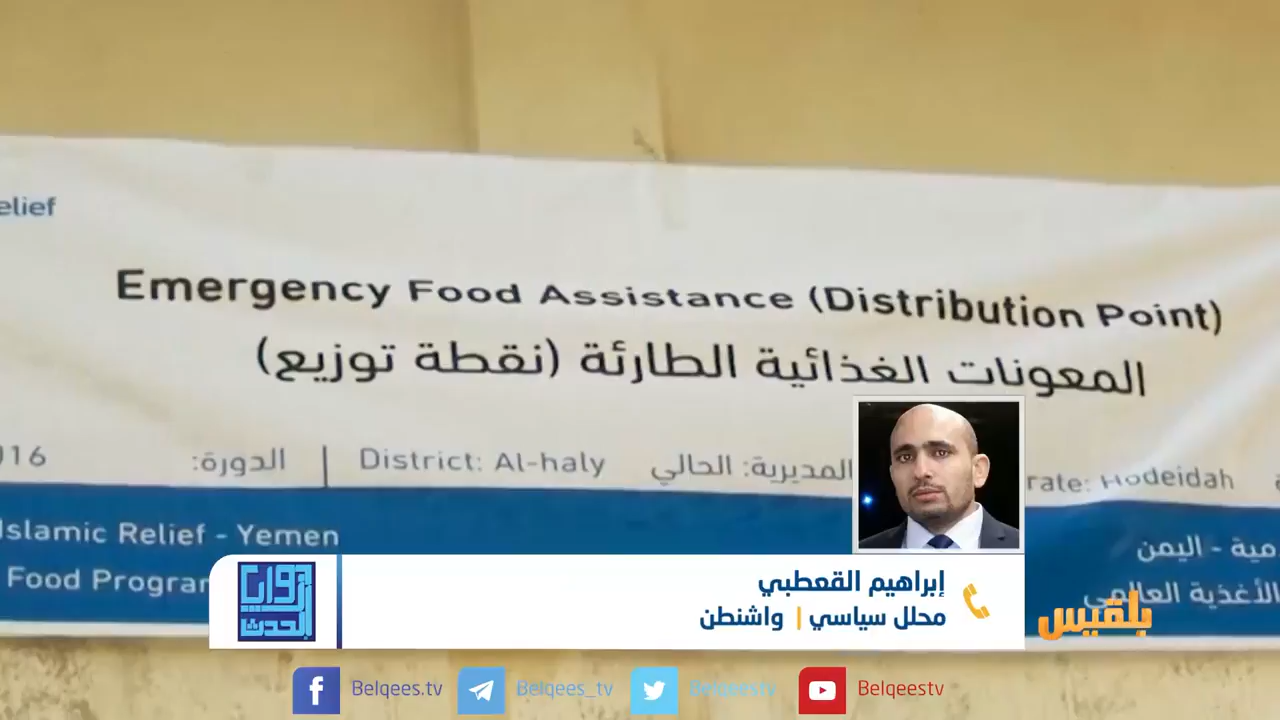 elief
Emergency Food Assistance (Distribution Point)
المعونات الغذائية الطارئة (نقطة توزيع)
rate: Hodeidah
المديرية: الحالي
District: Al-haly
الدورة:
016
Islamic Relief - Yemen
مية - اليمن
Food Program
الأغذية العالمي
إبراهيم القعطبي
محلل سياسي | واشنطن
زوايا الحدث
بلقيس
Belqees.tv
Belqees_tv
Belqeestv
Belqeestv